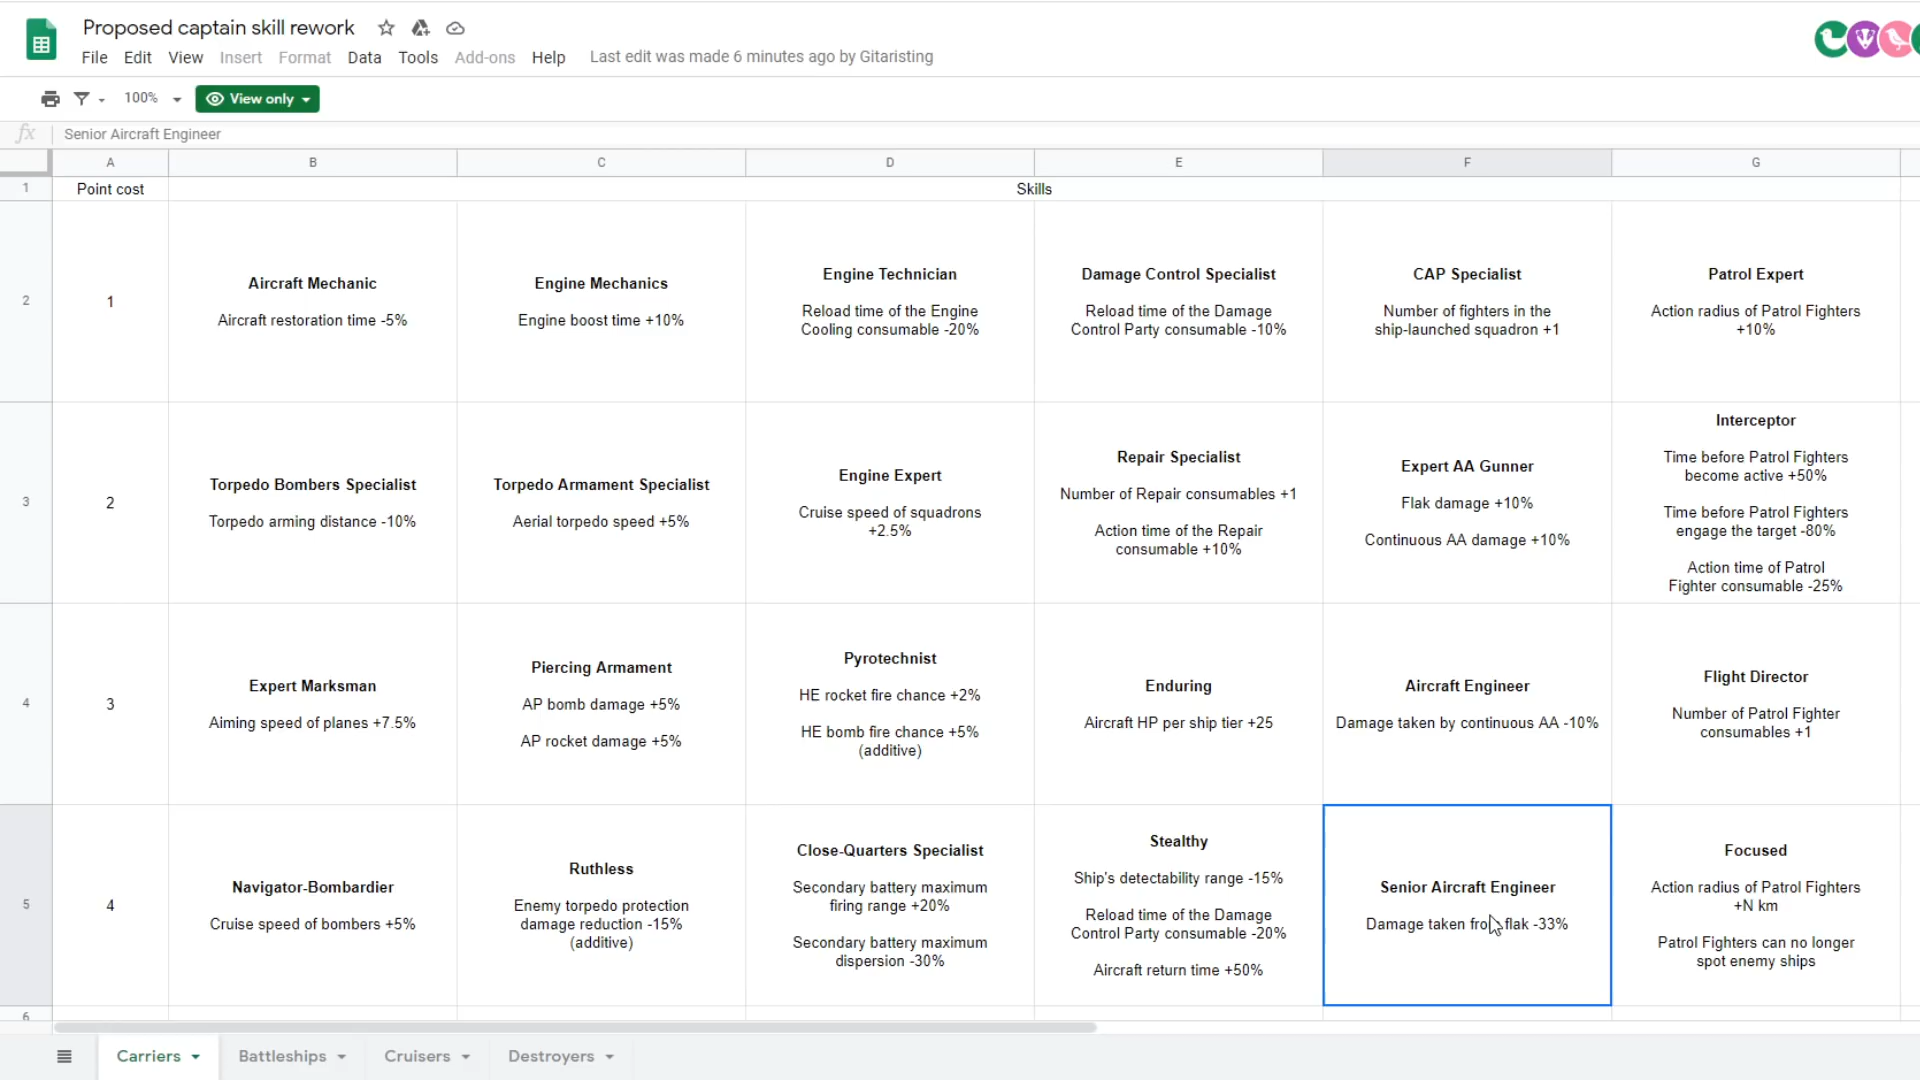 Proposed captain skill rework
File Edit View Insert Format Data Tools Add-ons Help Last edit was made 6 minutes ago by Gitaristing
100% View only
fx Senior Aircraft Engineer
A B C D E F G
1 Point cost Skills
2
1
Aircraft Mechanic
Aircraft restoration time -5%
Engine Mechanics
Engine boost time +10%
Engine Technician
Reload time of the Engine
Cooling consumable -20%
Damage Control Specialist
Reload time of the Damage
Control Party consumable -10%
CAP Specialist
Number of fighters in the
ship-launched squadron +1
Patrol Expert
Action radius of Patrol Fighters
+10%
3
2
Torpedo Bombers Specialist
Torpedo arming distance -10%
Torpedo Armament Specialist
Aerial torpedo speed +5%
Engine Expert
Cruise speed of squadrons
+2.5%
Repair Specialist
Number of Repair consumables +1
Action time of the Repair
consumable +10%
Expert AA Gunner
Flak damage +10%
Continuous AA damage +10%
Interceptor
Time before Patrol Fighters
become active +50%
Time before Patrol Fighters
engage the target -80%
Action time of Patrol
Fighter consumable -25%
4
3
Expert Marksman
Aiming speed of planes +7.5%
Piercing Armament
AP bomb damage +5%
AP rocket damage +5%
Pyrotechnist
HE rocket fire chance +2%
HE bomb fire chance +5%
(additive)
Enduring
Aircraft HP per ship tier +25
Aircraft Engineer
Damage taken by continuous AA -10%
Flight Director
Number of Patrol Fighter
consumables +1
5
4
Navigator-Bombardier
Cruise speed of bombers +5%
Ruthless
Enemy torpedo protection
damage reduction -15%
(additive)
Close-Quarters Specialist
Secondary battery maximum
firing range +20%
Secondary battery maximum
dispersion -30%
Stealthy
Ship's detectability range -15%
Reload time of the Damage
Control Party consumable -20%
Aircraft return time +50%
Senior Aircraft Engineer
Damage taken from flak -33%
Focused
Action radius of Patrol Fighters
+N km
Patrol Fighters can no longer
spot enemy ships
6
Carriers Battleships Cruisers Destroyers